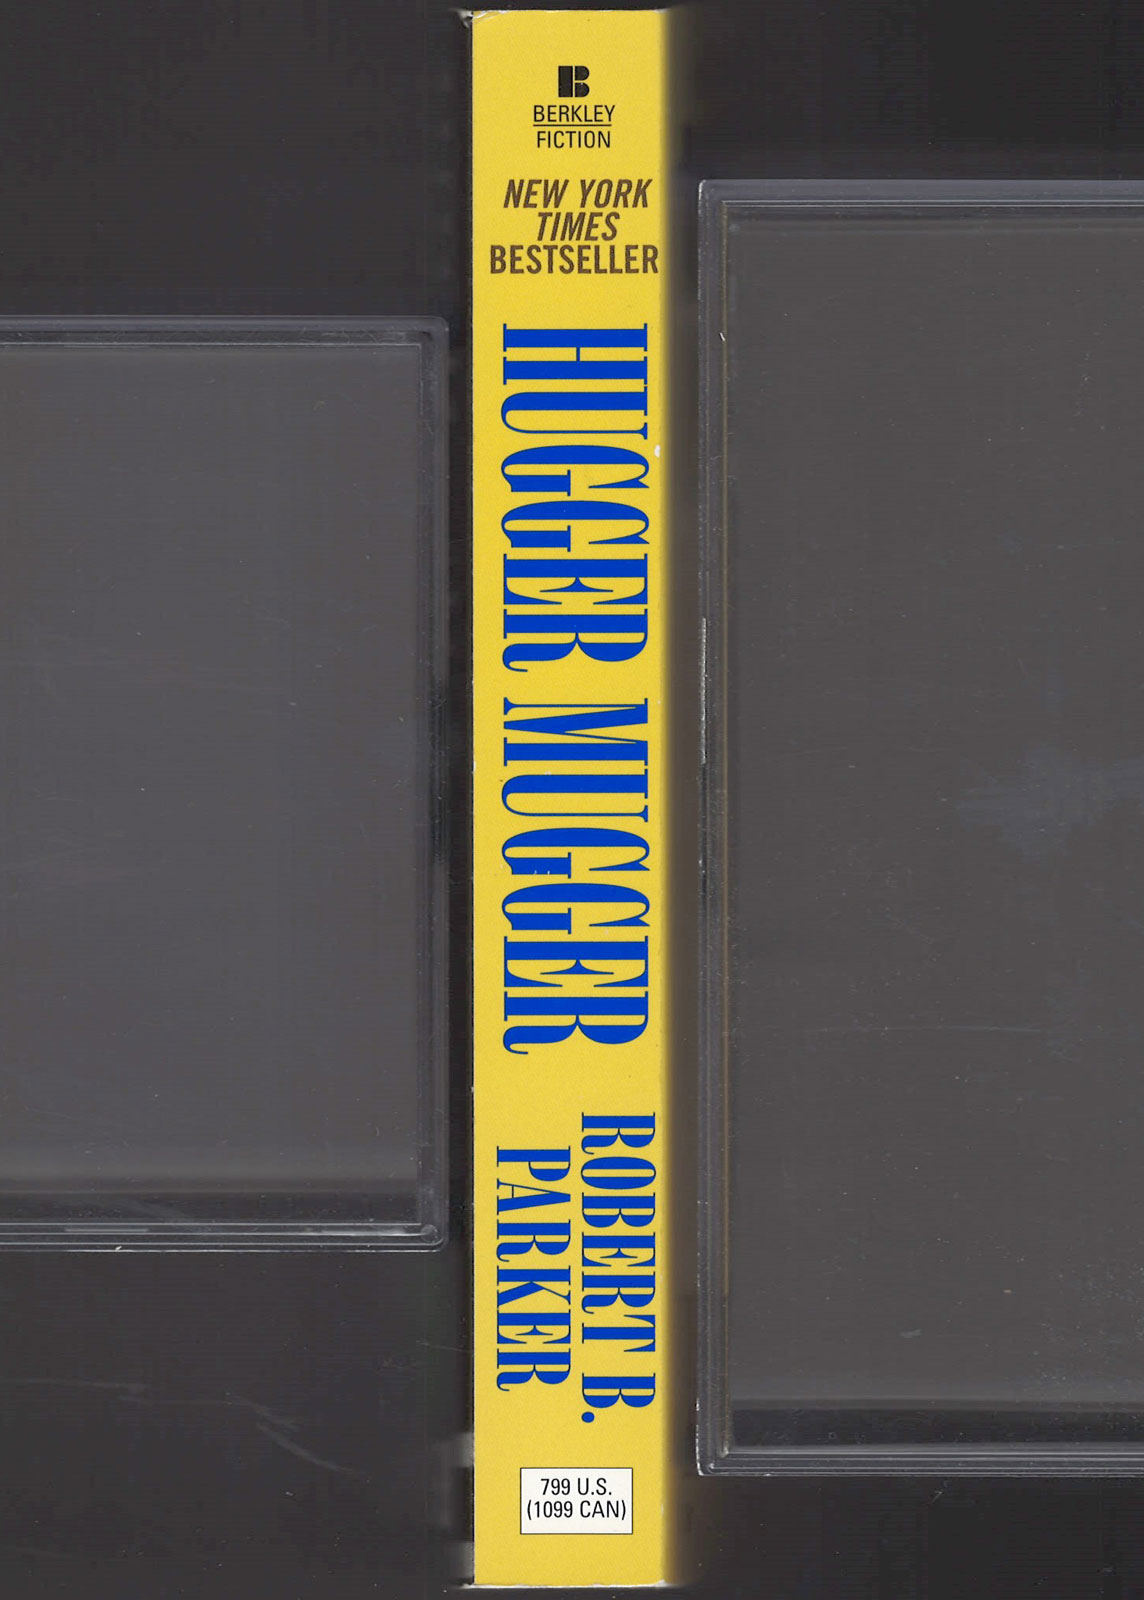 B
BERKLEY
FICTION
NEW YORK
TIMES
BESTSELLER
HUGGER MUGGER
ROBERT B.
PARKER
799 U.S.
(1099 CAN)